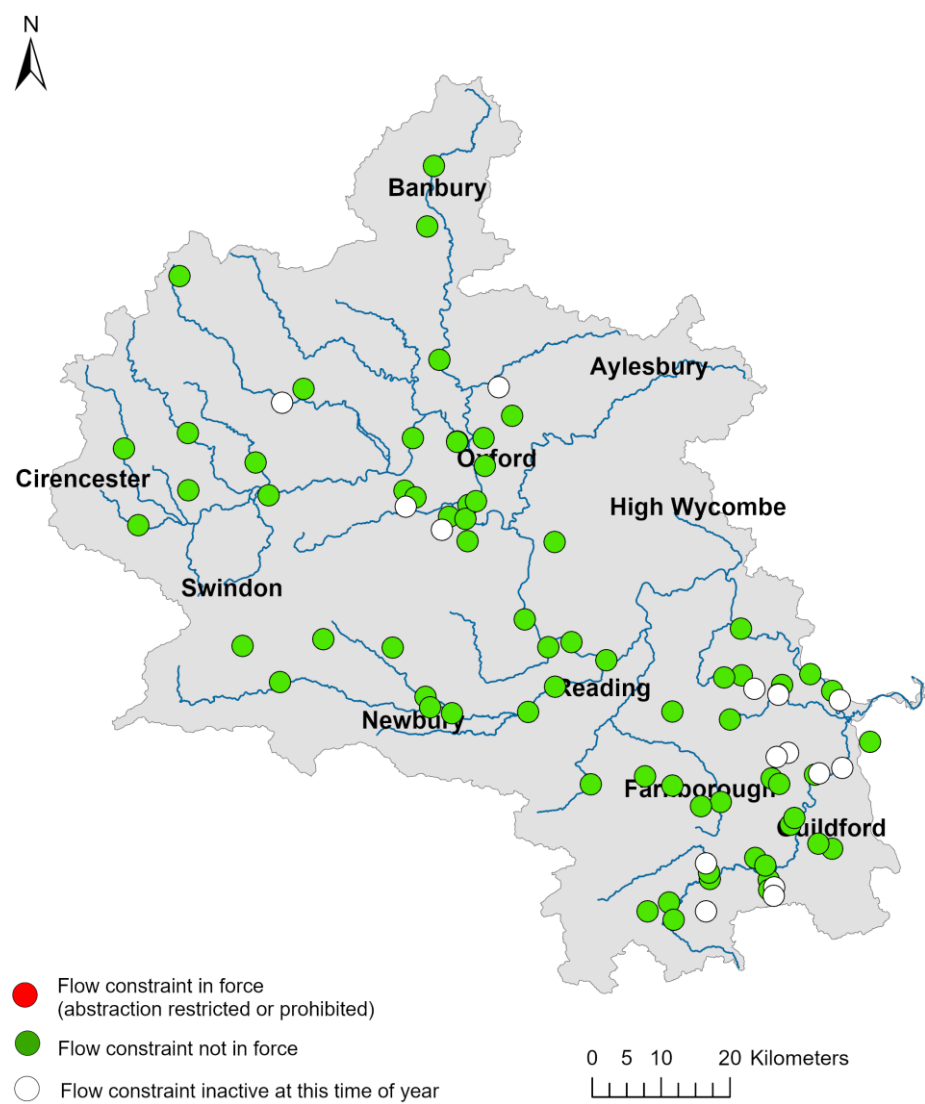 N
Banbury
Aylesbury
Oxford
Cirencester
High Wycombe
Swindon
Reading
Newbury
Farnborough
Guildford
Flow constraint in force
(abstraction restricted or prohibited)
Flow constraint not in force
Flow constraint inactive at this time of year
0 5 10 20 Kilometers